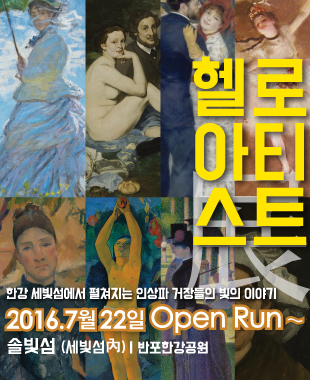 헬로
아티
스트
展
한강 세빛섬에서 펼쳐지는 인상파 거장들의 빛의 이야기
2016.7월 22일 Open Run~
솔빛섬 (세빛섬內) | 반포한강공원